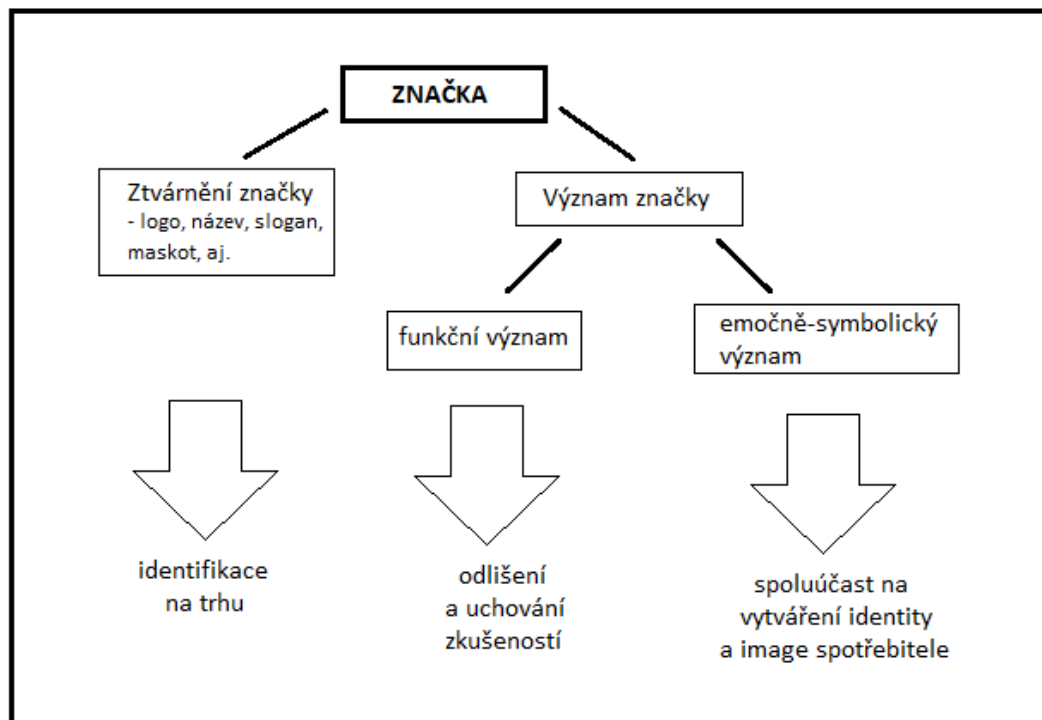 ZNAČKA
Ztvárnění značky
- logo, název, slogan,
maskot, aj.
Význam značky
funkční význam
emočně-symbolický
význam
identifikace
na trhu
odlišení
a uchování
zkušeností
spoluúčast na
vytváření identity
a image spotřebitele